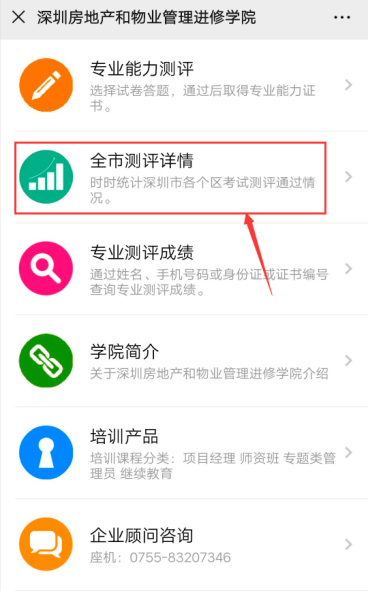 深圳房地产和物业管理进修学院
专业能力测评
选择试卷答题，通过后取得专业能力证
书。
全市测评详情
时时统计深圳市各个区考试测评通过情
况。
专业测评成绩
通过姓名、手机号码或身份证或证书编号
查询专业测评成绩。
学院简介
关于深圳房地产和物业管理进修学院介绍
培训产品
培训课程分类：项目经理 师资班 专题类管
理员 继续教育
企业顾问咨询
座机：0755-83207346